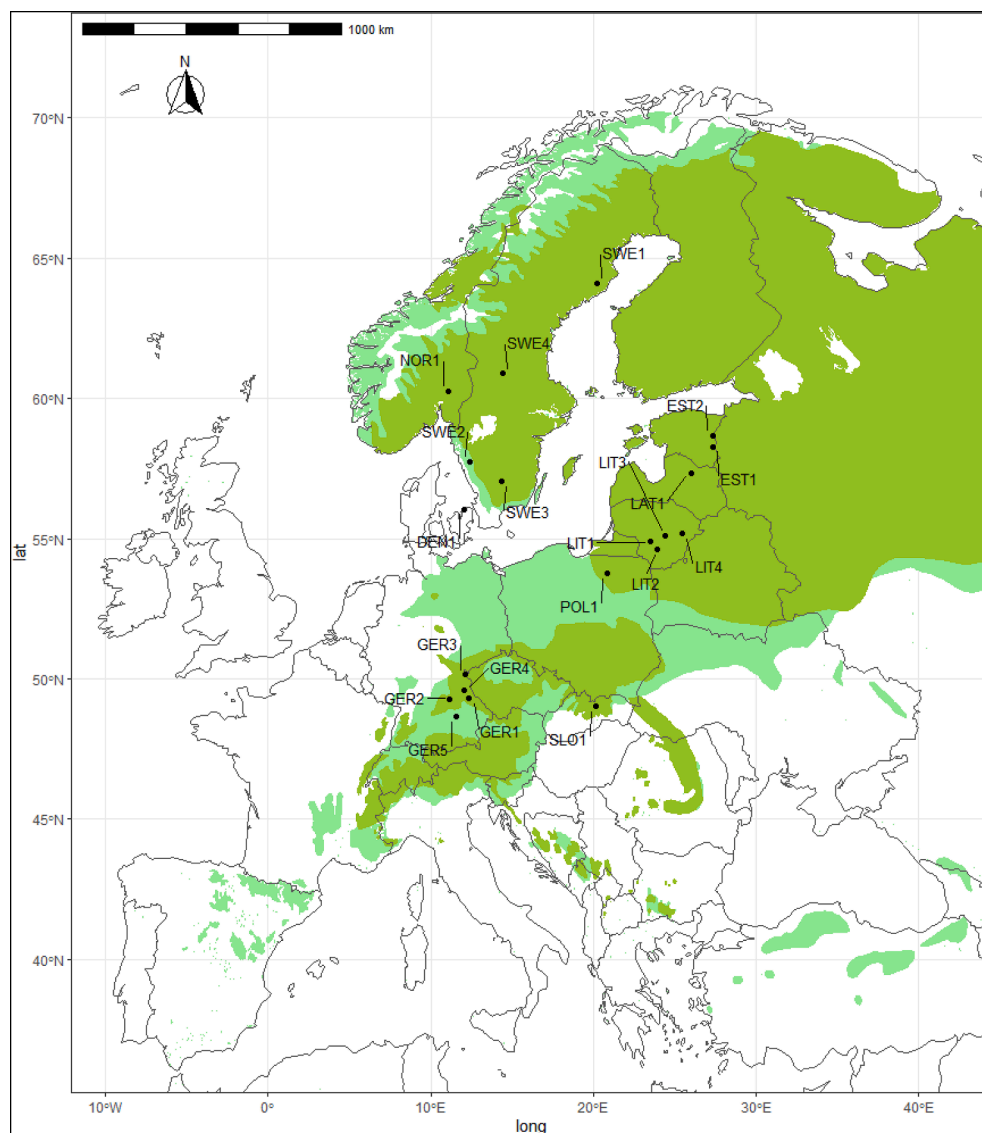 1000 km
N
70°N
65°N
SWE1
SWE4
NOR1
60°N
EST2
SWE2
LIT3
EST1
LAT1
SWE3
DEN1
55°N
LIT1
LIT4
LIT2
POL1
GER3
GER4
50°N
GER2
GER1
SLO1
GER5
45°N
40°N
lat
10°W
0°
10°E
20°E
30°E
40°E
long